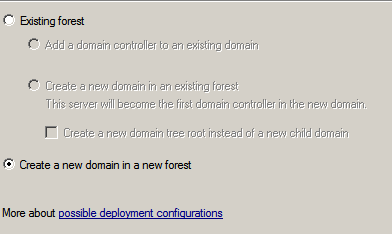 Existing forest
Add a domain controller to an existing domain
Create a new domain in an existing forest
This server will become the first domain controller in the new domain.
Create a new domain tree root instead of a new child domain
Create a new domain in a new forest
More about possible deployment configurations